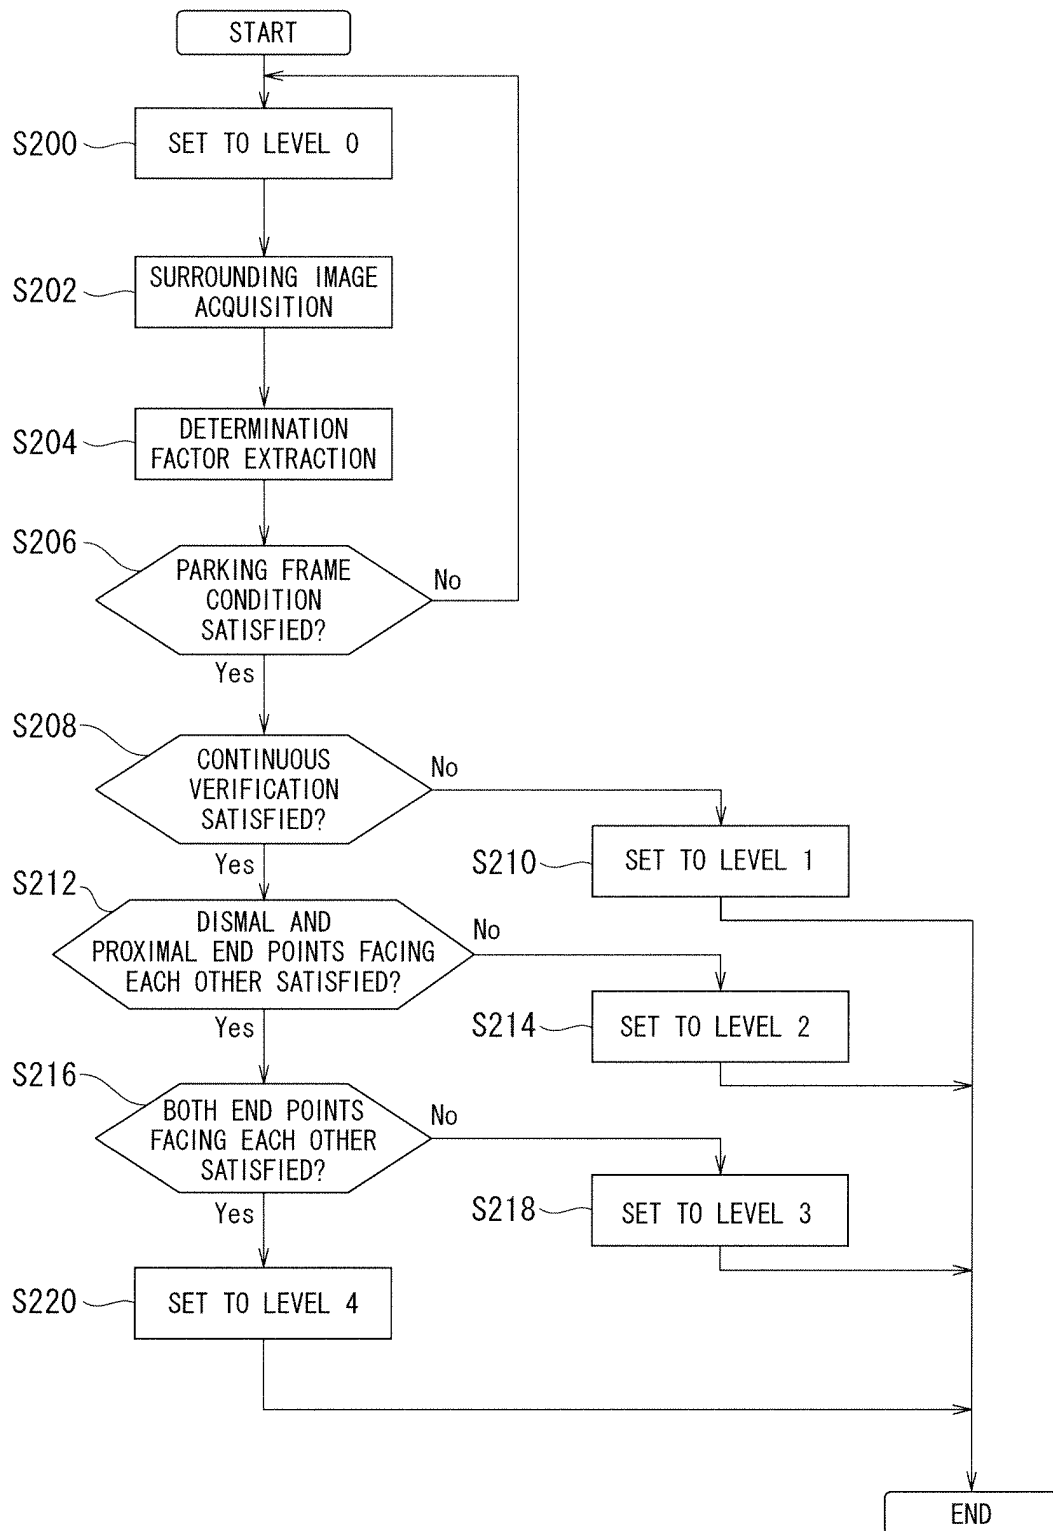 START
S200
SET TO LEVEL 0
S202
SURROUNDING IMAGE
ACQUISITION
S204
DETERMINATION
FACTOR EXTRACTION
S206
PARKING FRAME
CONDITION
SATISFIED?
No
Yes
S208
CONTINUOUS
VERIFICATION
SATISFIED?
No
Yes
S210
SET TO LEVEL 1
S212
DISMAL AND
PROXIMAL END POINTS FACING
EACH OTHER SATISFIED?
No
Yes
S214
SET TO LEVEL 2
S216
BOTH END POINTS
FACING EACH OTHER
SATISFIED?
No
Yes
S218
SET TO LEVEL 3
S220
SET TO LEVEL 4
END